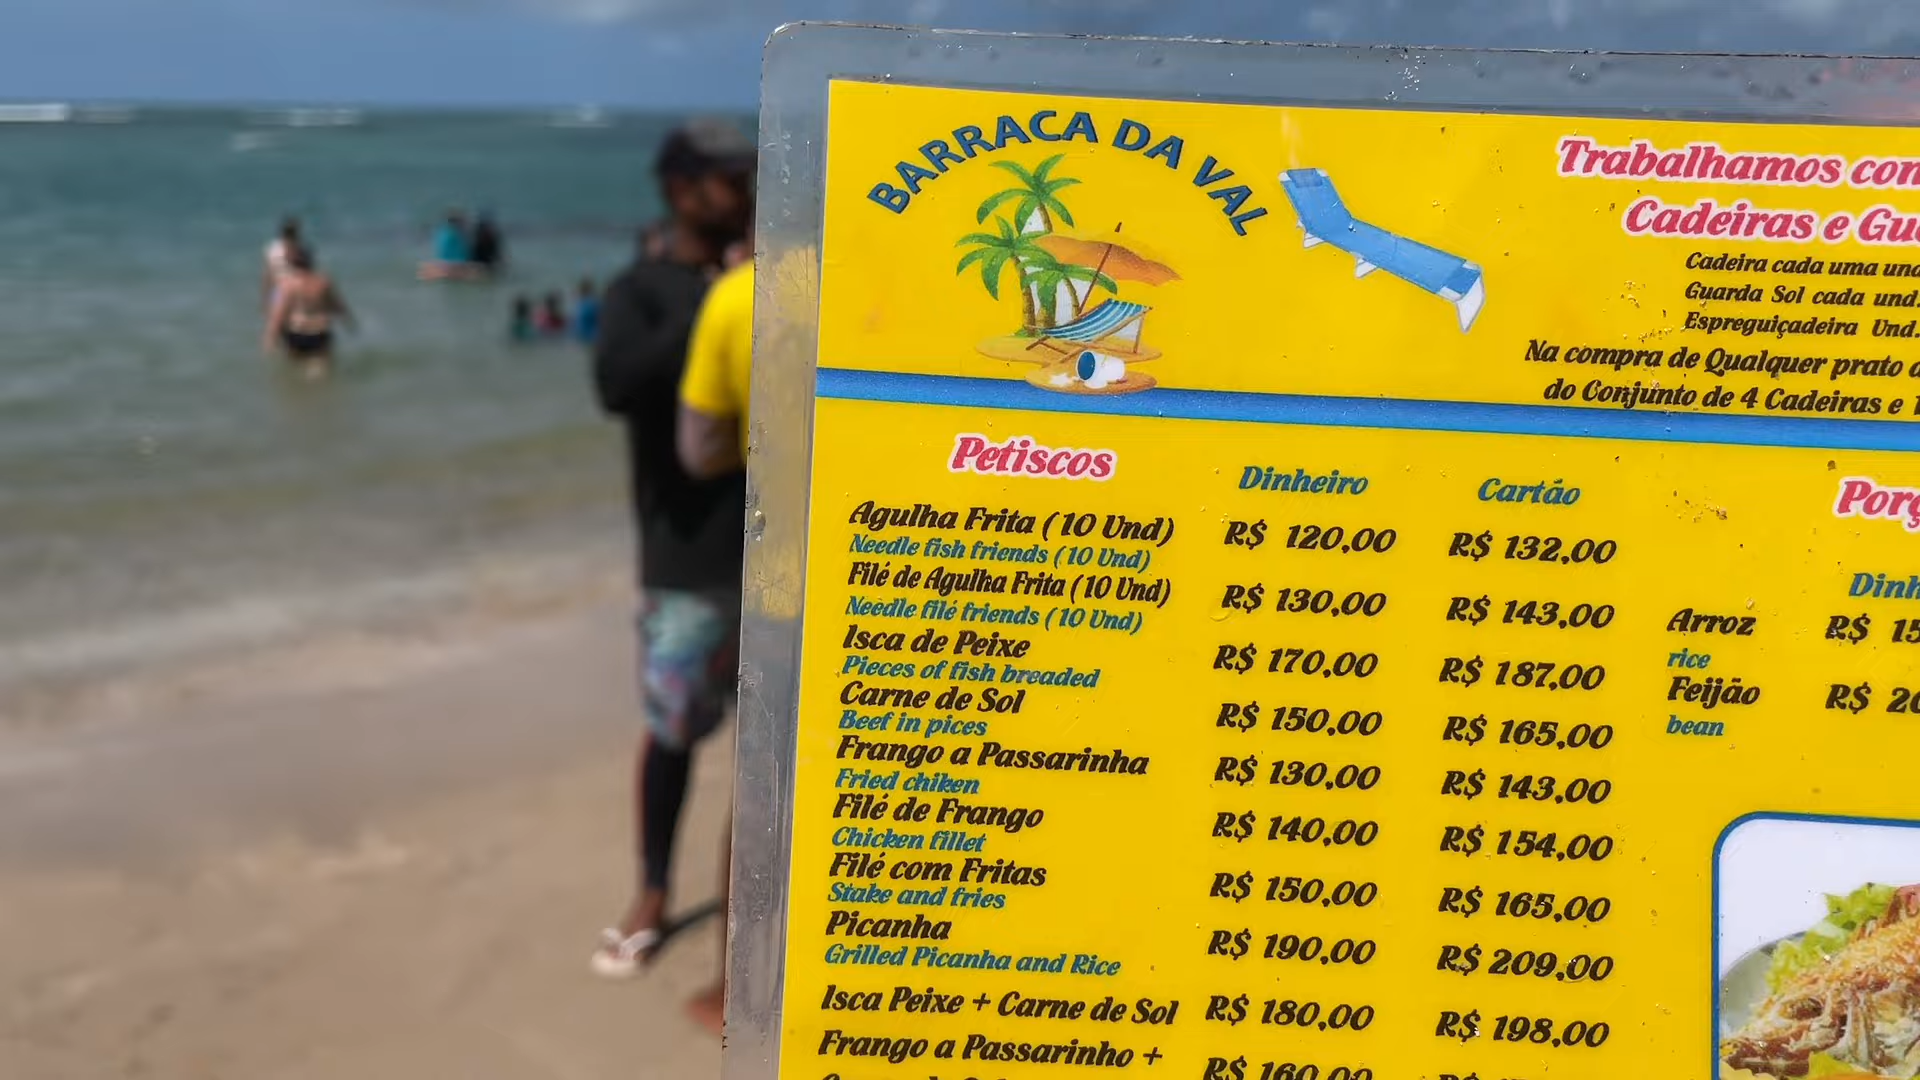 BARRACA DA VAL
Trabalhamos com
Cadeiras e
Cadeira cada uma und
Guarda Sol cada und.
Espreguiçadeira Und.
Na compra de Qualquer prato
do Conjunto de 4 Cadeiras e 1
Petiscos Dinheiro Cartão
Agulha Frita (10 Und) R$ 120,00 R$ 132,00
Needle fish friends (10 Und)
Filé de Agulha Frita (10 Und) R$ 130,00 R$ 143,00
Needle filé friends (10 Und)
Isca de Peixe R$ 170,00 R$ 187,00
Pieces of fish breaded
Carne de Sol R$ 150,00 R$ 165,00
Beef in pices
Frango a Passarinha R$ 130,00 R$ 143,00
Fried chiken
Filé de Frango R$ 140,00 R$ 154,00
Chicken fillet
Filé com Fritas R$ 150,00 R$ 165,00
Stake and fries
Picanha R$ 190,00 R$ 209,00
Grilled Picanha and Rice
Isca Peixe + Carne de Sol R$ 180,00 R$ 198,00
Frango a Passarinho + R$ 160,00
Arroz R$
rice
Feijão R$
bean